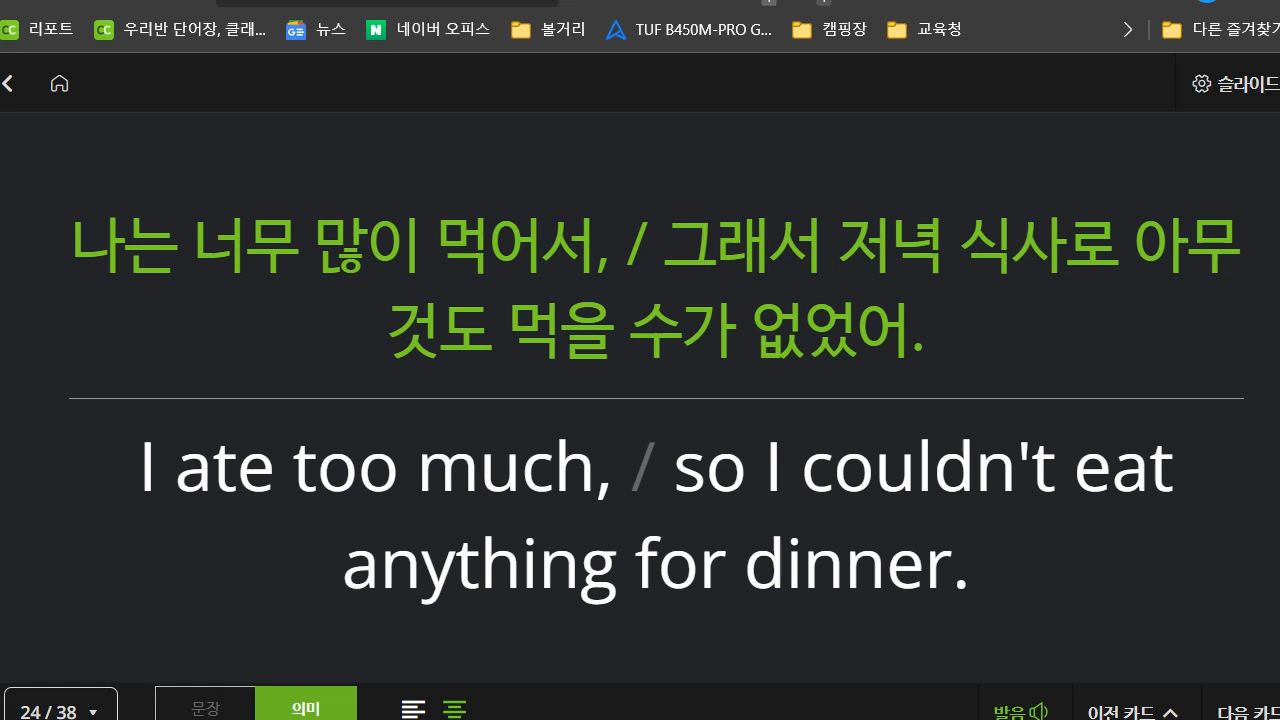 리포트
우리반 단어장, 클래...
뉴스
네이버 오피스
볼거리
TUF B450M-PRO G...
캠핑장
교육청
다른 즐겨찾기
슬라이드
나는 너무 많이 먹어서, / 그래서 저녁 식사로 아무
것도 먹을 수가 없었어.
I ate too much, / so I couldn't eat
anything for dinner.
24 / 38
문장
의미
발음
이전 카드
다음 카드